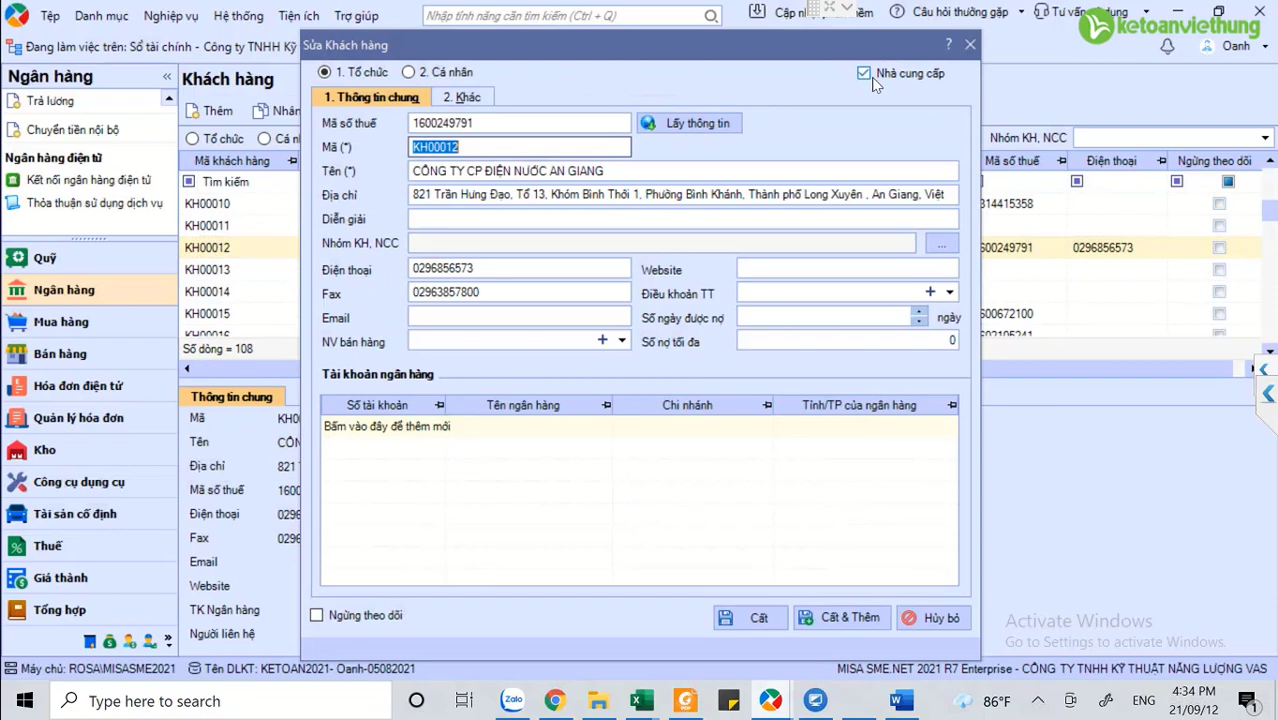 Tệp Danh mục Nghiệp vụ Hệ thống Tiện ích Trợ giúp
Nhập tính năng cần tìm kiếm (Ctrl + Q)
Câu hỏi thường gặp
ketoanviethung
Đang làm việc trên: Sổ tài chính - Công ty TNHH
Oanh
Ngân hàng
Trả lương
Chuyển tiền nội bộ
Ngân hàng điện tử
Kết nối ngân hàng điện tử
Thỏa thuận sử dụng dịch vụ
Quỹ
Ngân hàng
Mua hàng
Bán hàng
Hóa đơn điện tử
Quản lý hóa đơn
Kho
Công cụ dụng cụ
Tài sản cố định
Thuế
Giá thành
Tổng hợp
Khách hàng
Thêm
Tổ chức
Mã khách hàng
Tìm kiếm
KH00010
KH00011
KH00012
KH00013
KH00014
KH00015
Số dòng = 108
Thông tin chung
Mã
Tên
Địa chỉ 821
Mã số thuế
Điện thoại
Fax
Email
Website
TK Ngân hàng
Người liên hệ
Sửa Khách hàng
?
1. Tổ chức 2. Cá nhân
Nhà cung cấp
1. Thông tin chung 2. Khác
Mã số thuế 1600249791 Lấy thông tin
Mã (*) KH00012
Tên (*) CÔNG TY CP ĐIỆN NƯỚC AN GIANG
Địa chỉ 821 Trần Hưng Đạo, Tổ 13, Khóm Bình Thới 1, Phường Bình Khánh, Thành phố Long Xuyên , An Giang, Việt
Diễn giải
Nhóm KH, NCC ...
Điện thoại 0296856573 Website
Fax 02963857800 Điều khoản TT
Email Số ngày được nợ ngày
NV bán hàng Số nợ tối đa 0
Tài khoản ngân hàng
Số tài khoản Tên ngân hàng Chi nhánh Tỉnh/TP của ngân hàng
Bấm vào đây để thêm mới
Ngừng theo dõi
Cất Cất & Thêm Hủy bỏ
Nhóm KH, NCC
Mã số thuế Điện thoại Ngừng theo dõi
314415358
0296856573
Activate Windows
Go to Settings to activate Windows.
Máy chủ: ROSA\MISASME2021 Tên DLKT: KETOAN2021- Oanh-05082021 MISA SME.NET 2021 R7 Enterprise - CÔNG TY TNHH KỸ THUẬT NĂNG LƯỢNG VAS
Type here to search
Zalo
86°F
ENG
4:34 PM
21/09/12
1